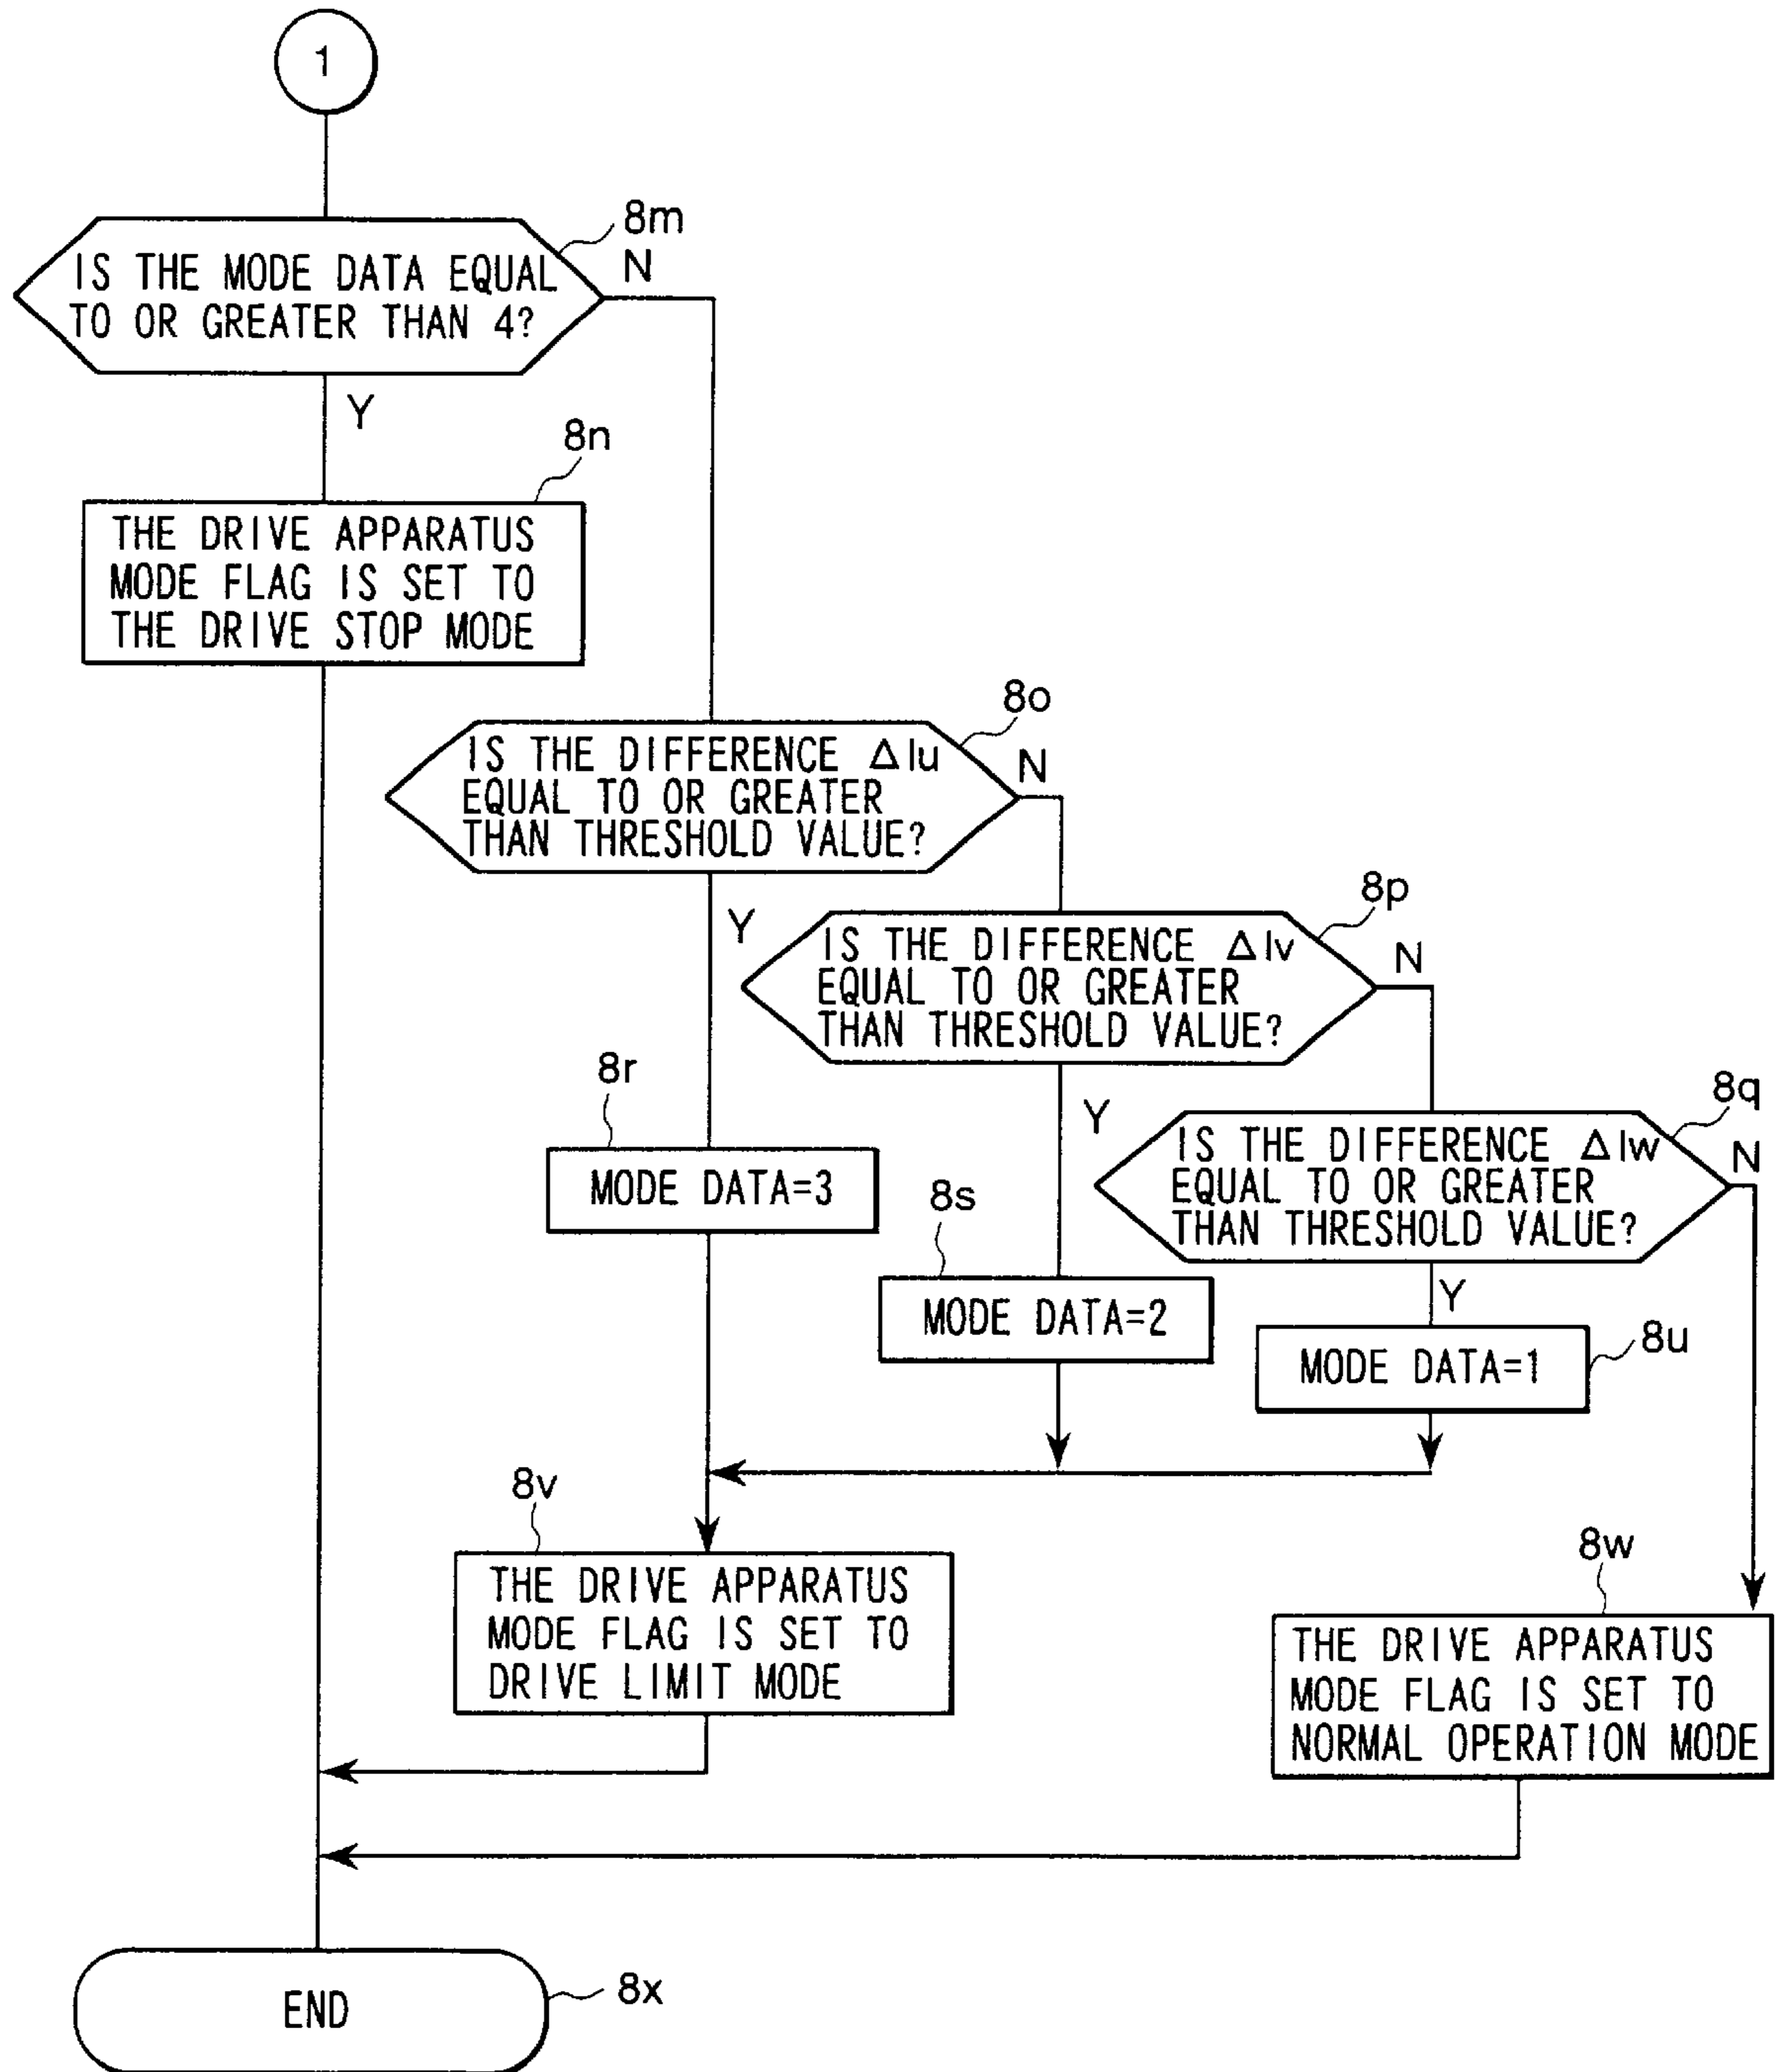 1
8m
IS THE MODE DATA EQUAL
TO OR GREATER THAN 4?
N
Y
8n
THE DRIVE APPARATUS
MODE FLAG IS SET TO
THE DRIVE STOP MODE
8o
IS THE DIFFERENCE ΔIu
EQUAL TO OR GREATER
THAN THRESHOLD VALUE?
N
Y
8p
IS THE DIFFERENCE ΔIv
EQUAL TO OR GREATER
THAN THRESHOLD VALUE?
N
Y
8q
IS THE DIFFERENCE ΔIw
EQUAL TO OR GREATER
THAN THRESHOLD VALUE?
N
Y
8r
MODE DATA=3
8s
MODE DATA=2
8u
MODE DATA=1
8v
THE DRIVE APPARATUS
MODE FLAG IS SET TO
DRIVE LIMIT MODE
8w
THE DRIVE APPARATUS
MODE FLAG IS SET TO
NORMAL OPERATION MODE
END
8x